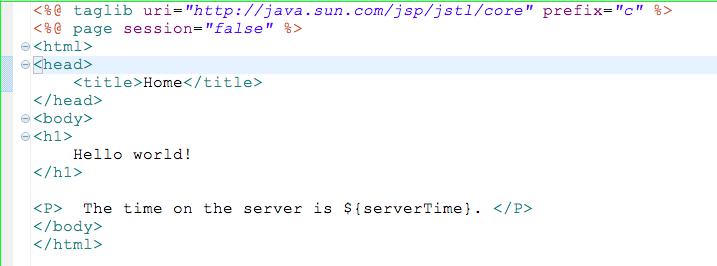 <%@ taglib uri="http://java.sun.com/jsp/jstl/core" prefix="c" %>
<%@ page session="false" %>
<html>
<head>
    <title>Home</title>
</head>
<body>
<h1>
    Hello world!
</h1>

<P>  The time on the server is ${serverTime}. </P>
</body>
</html>